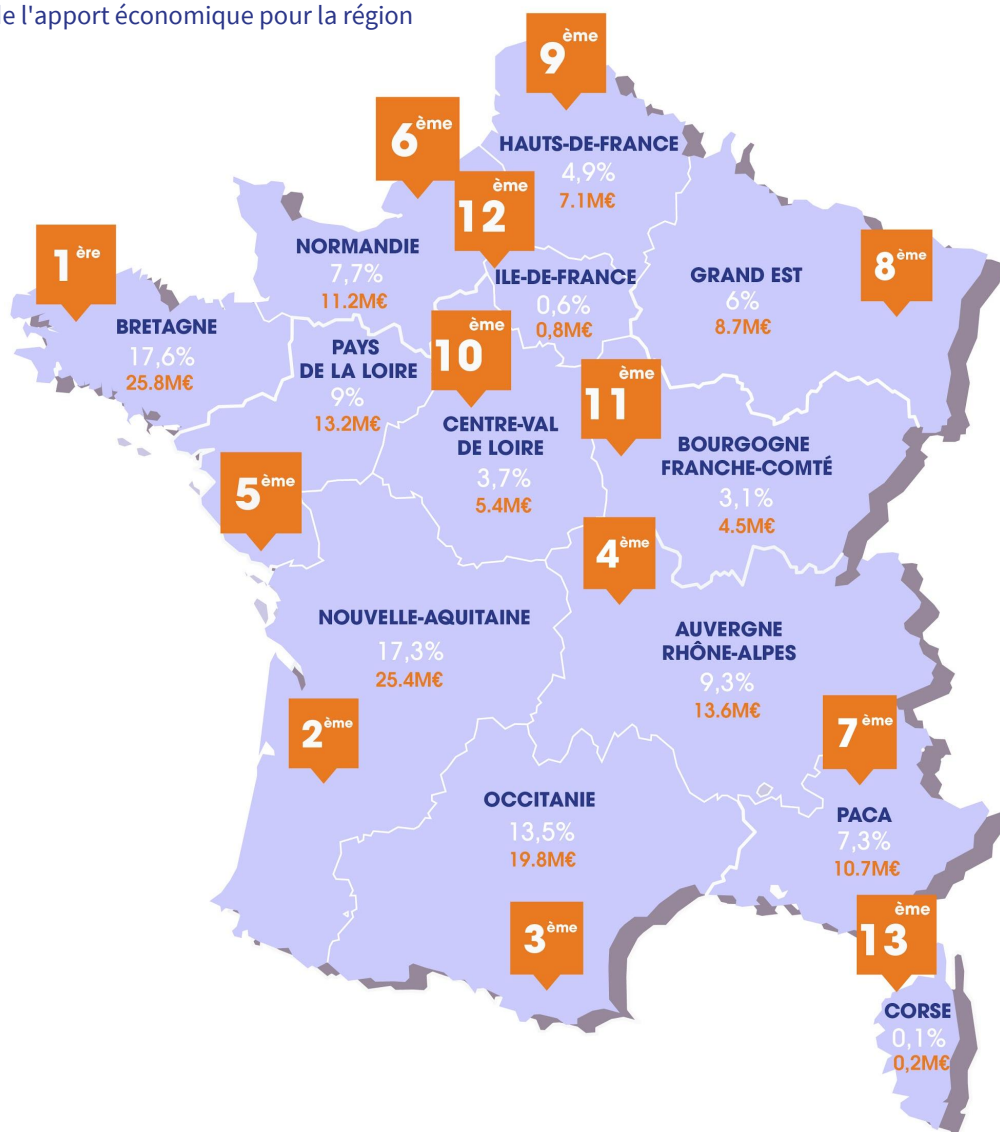 de l'apport économique pour la région
9ème
HAUTS-DE-FRANCE
4,9%
7.1M€
6ème
NORMANDIE
7,7%
11.2M€
12ème
ILE-DE-FRANCE
0,6%
0,8M€
8ème
GRAND EST
6%
8.7M€
1ère
BRETAGNE
17,6%
25.8M€
PAYS
DE LA LOIRE
9%
13.2M€
5ème
10ème
CENTRE-VAL
DE LOIRE
3,7%
5.4M€
11ème
BOURGOGNE
FRANCHE-COMTÉ
3,1%
4.5M€
4ème
AUVERGNE
RHÔNE-ALPES
9,3%
13.6M€
NOUVELLE-AQUITAINE
17,3%
25.4M€
2ème
7ème
PACA
7,3%
10.7M€
OCCITANIE
13,5%
19.8M€
3ème
13ème
CORSE
0,1%
0,2M€